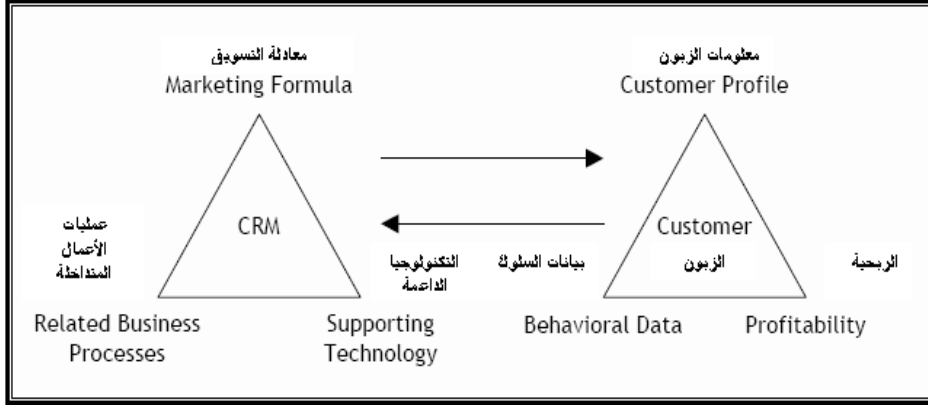 معادلة التسويق
Marketing Formula
معلومات الزبون
Customer Profile
CRM
Customer
الزبون
عمليات
الأعمال
المتداخلة
Related Business
Processes
التكنولوجيا
الداعمة
Supporting
Technology
بيانات السلوك
Behavioral Data
الربحية
Profitability